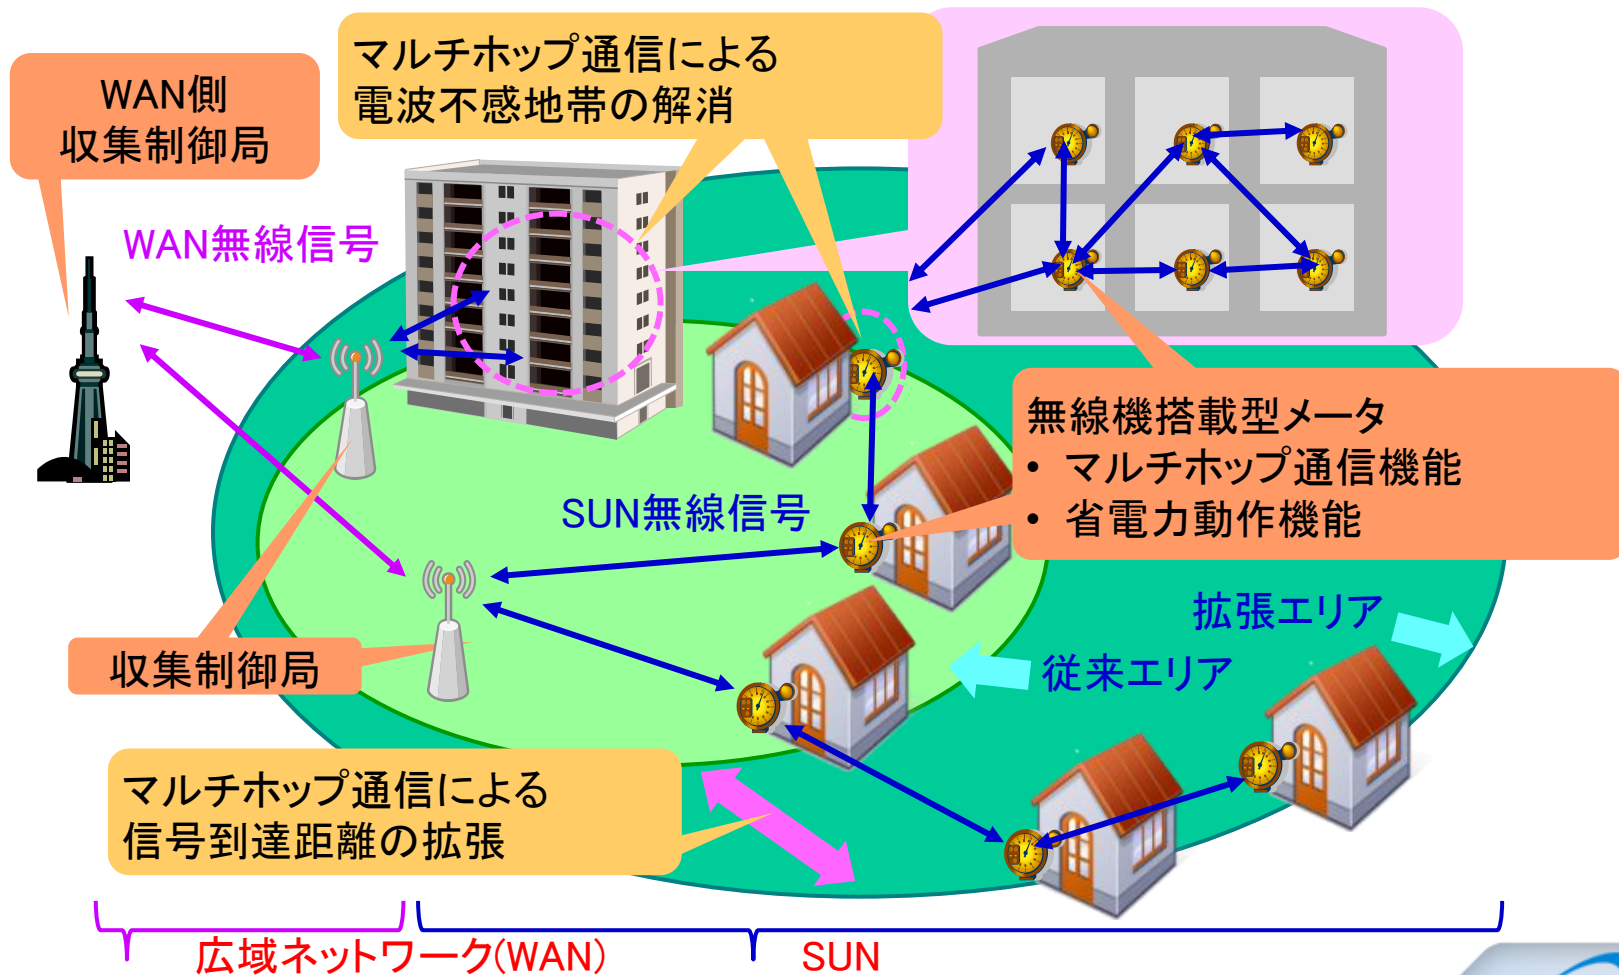 WAN側
収集制御局
マルチホップ通信による
電波不感地帯の解消
WAN無線信号
無線機搭載型メータ
• マルチホップ通信機能
• 省電力動作機能
SUN無線信号
拡張エリア
従来エリア
収集制御局
マルチホップ通信による
信号到達距離の拡張
広域ネットワーク(WAN)
SUN